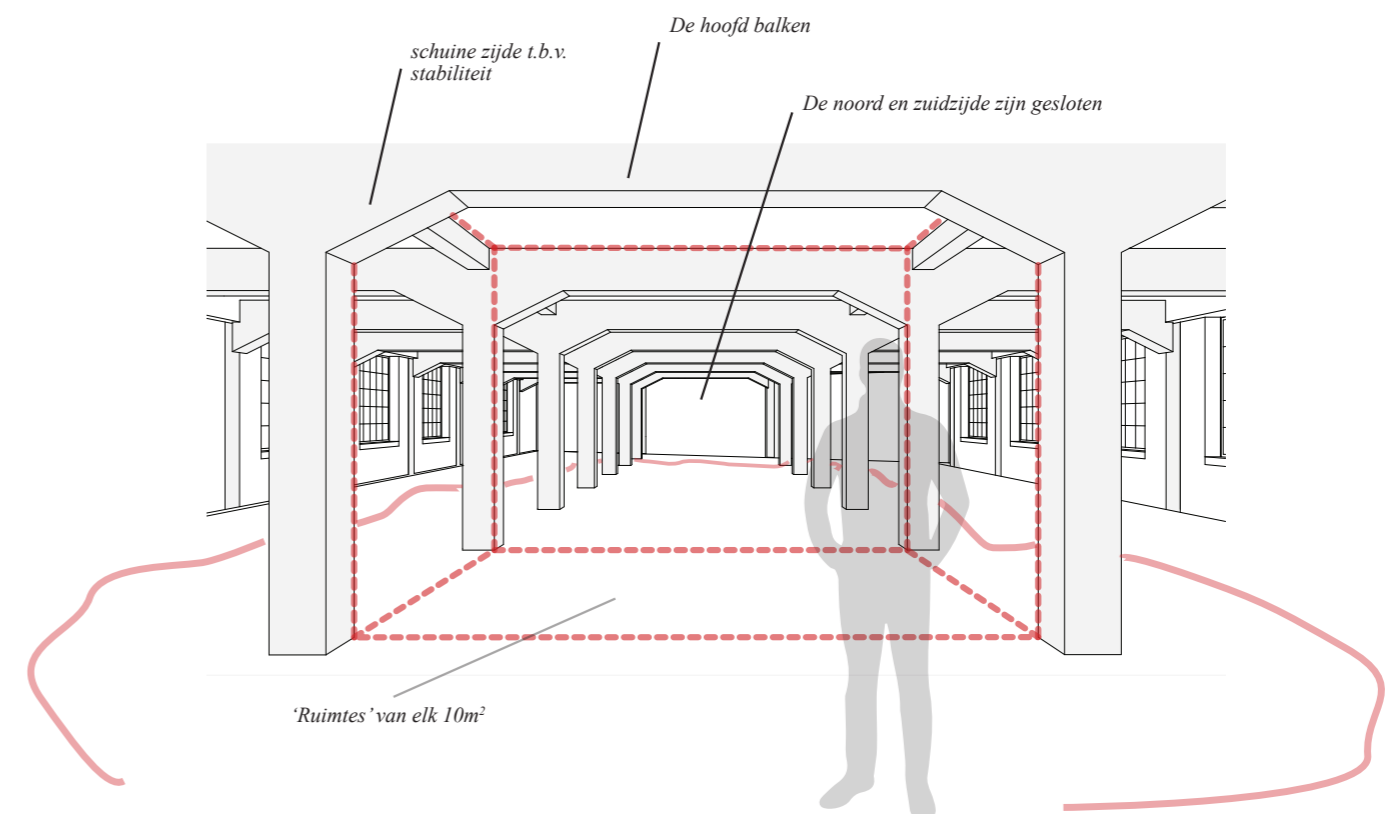 De hoofd balken
schuine zijde t.b.v.
stabiliteit
De noord en zuidzijde zijn gesloten
‘Ruimtes’ van elk 10m²